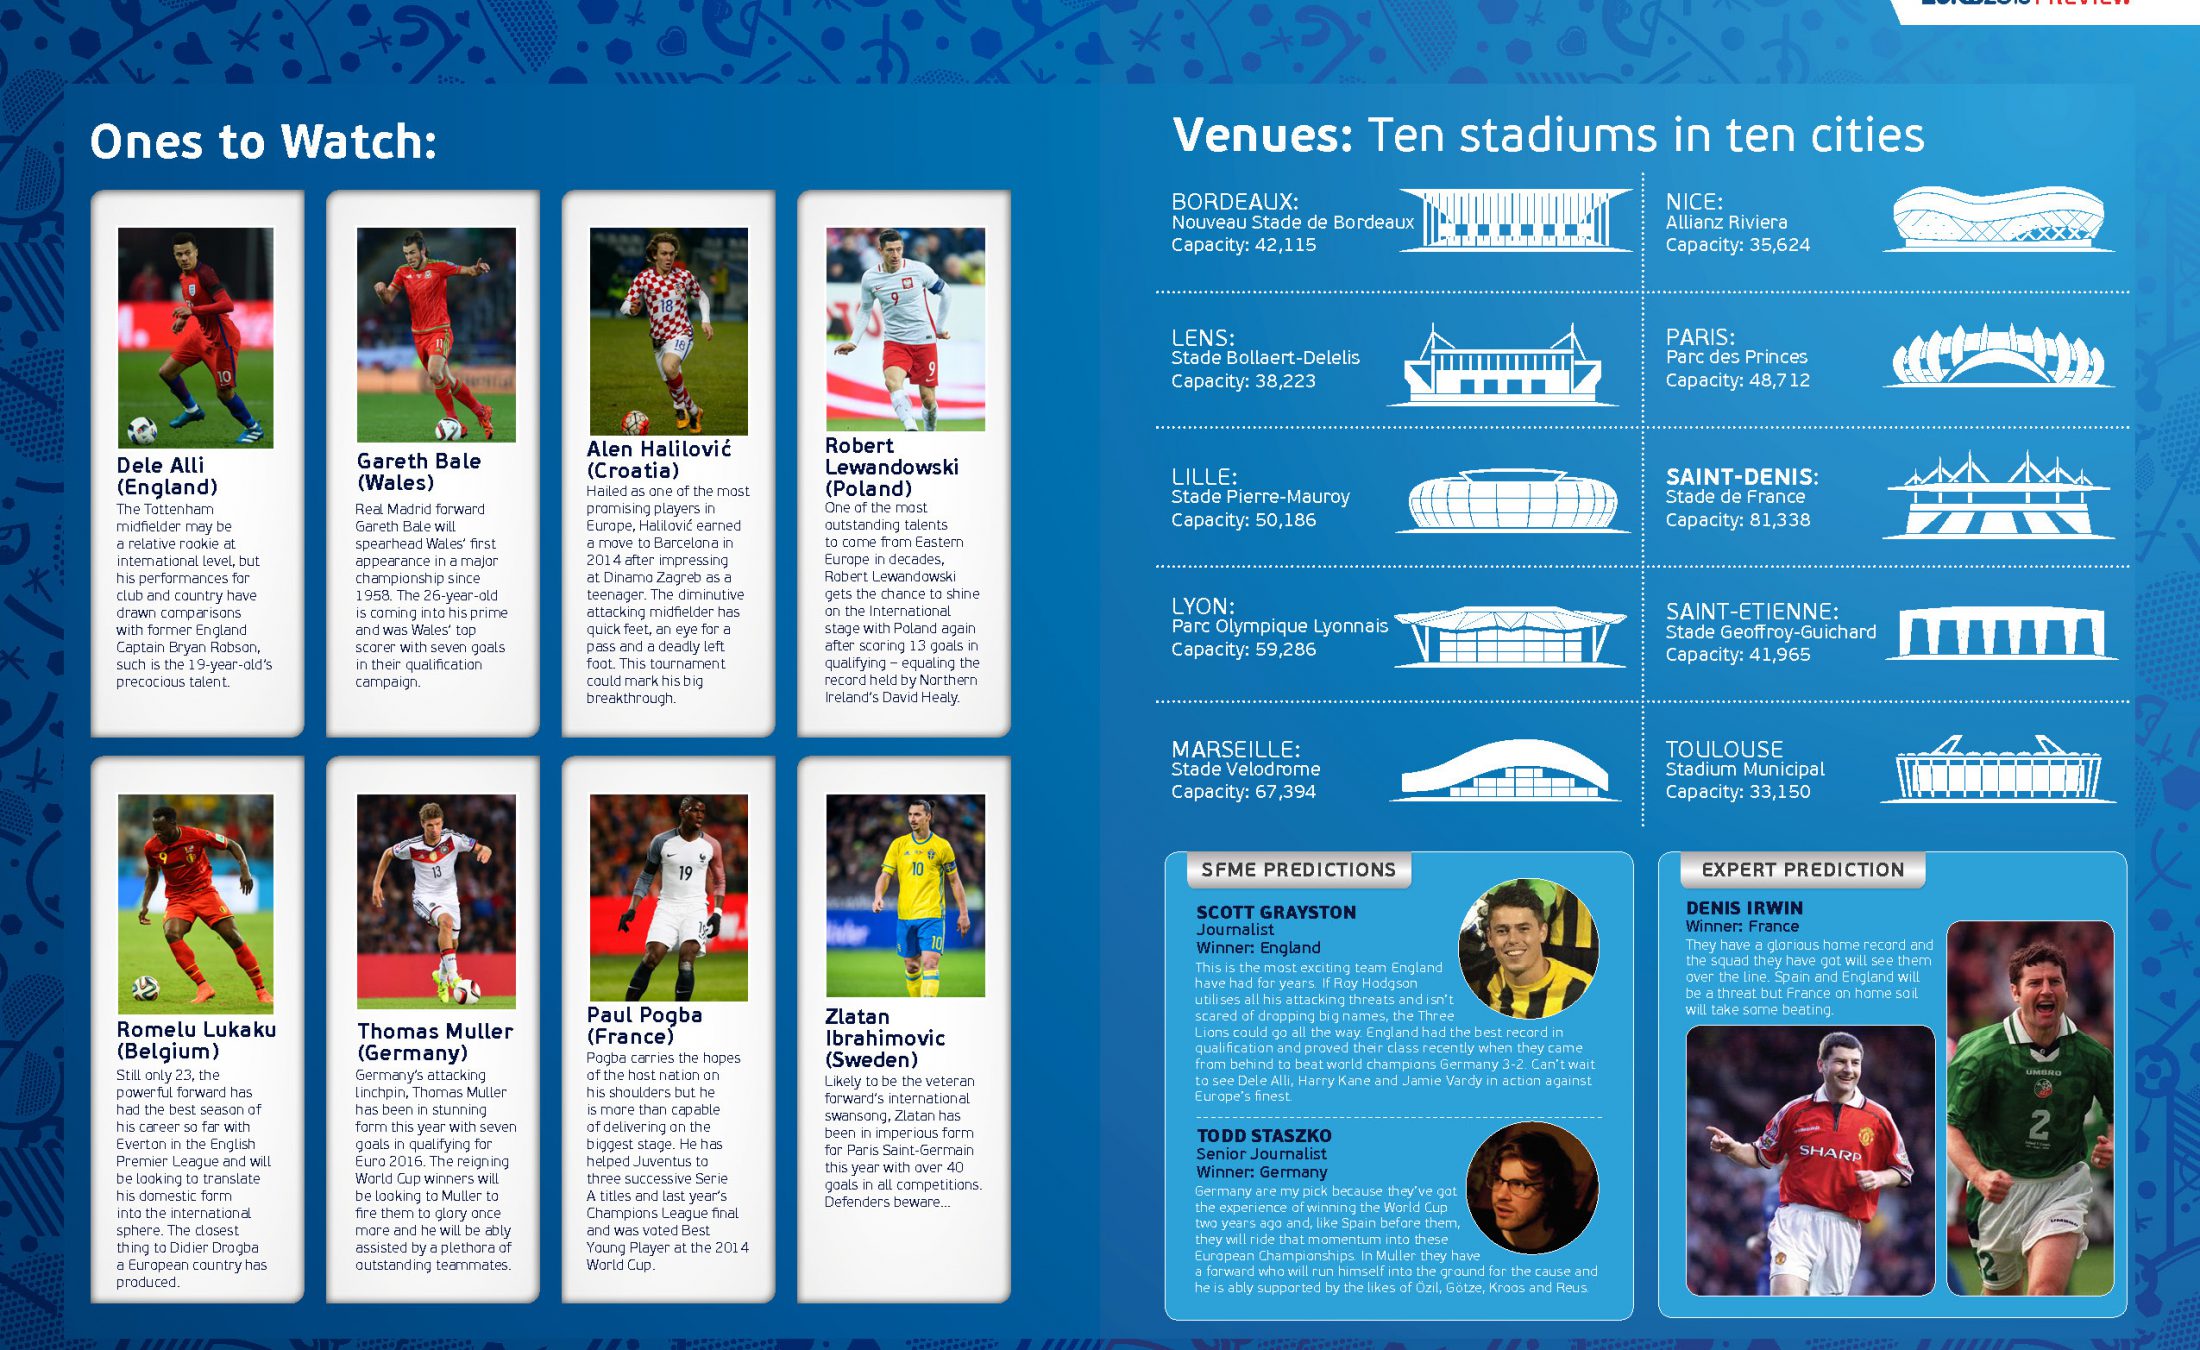 PREVIEW
Ones to Watch:
Dele Alli
(England)
The Tottenham
midfielder may be
a relative rookie at
international level, but
his performances for
club and country have
drawn comparisons
with former England
Captain Bryan Robson,
such is the 19-year-old's
precocious talent.
Gareth Bale
(Wales)
Real Madrid forward
Gareth Bale will
spearhead Wales' first
appearance in a major
championship since
1958. The 26-year-old
is coming into his prime
and was Wales' top
scorer with seven goals
in their qualification
campaign.
Alen Halilović
(Croatia)
Hailed as one of the most
promising players in
Europe, Halilović earned
a move to Barcelona in
2014 after impressing
at Dinamo Zagreb as a
teenager. The diminutive
attacking midfielder has
quick feet, an eye for a
pass and a deadly left
foot. This tournament
could mark his big
breakthrough.
Robert
Lewandowski
(Poland)
One of the most
outstanding talents
to come from Eastern
Europe in decades,
Robert Lewandowski
gets the chance to shine
on the International
stage with Poland again
after scoring 13 goals in
qualifying – equaling the
record held by Northern
Ireland's David Healy.
Romelu Lukaku
(Belgium)
Still only 23, the
powerful forward has
had the best season of
his career so far with
Everton in the English
Premier League and will
be looking to translate
his domestic form
into the international
sphere. The closest
thing to Didier Drogba
a European country has
produced.
Thomas Muller
(Germany)
Germany's attacking
linchpin, Thomas Muller
has been in stunning
form this year with seven
goals in qualifying for
Euro 2016. The reigning
World Cup winners will
be looking to Muller to
fire them to glory once
more and he will be ably
assisted by a plethora of
outstanding teammates.
Paul Pogba
(France)
Pogba carries the hopes
of the host nation on
his shoulders but he
is more than capable
of delivering on the
biggest stage. He has
helped Juventus to
three successive Serie
A titles and last year's
Champions League final
and was voted Best
Young Player at the 2014
World Cup.
Zlatan
Ibrahimovic
(Sweden)
Likely to be the veteran
forward's international
swansong, Zlatan has
been in imperious form
for Paris Saint-Germain
this year with over 40
goals in all competitions.
Defenders beware...
Venues: Ten stadiums in ten cities
BORDEAUX:
Nouveau Stade de Bordeaux
Capacity: 42,115
NICE:
Allianz Riviera
Capacity: 35,624
LENS:
Stade Bollaert-Delelis
Capacity: 38,223
PARIS:
Parc des Princes
Capacity: 48,712
LILLE:
Stade Pierre-Mauroy
Capacity: 50,186
SAINT-DENIS:
Stade de France
Capacity: 81,338
LYON:
Parc Olympique Lyonnais
Capacity: 59,286
SAINT-ETIENNE:
Stade Geoffroy-Guichard
Capacity: 41,965
MARSEILLE:
Stade Velodrome
Capacity: 67,394
TOULOUSE
Stadium Municipal
Capacity: 33,150
SFME PREDICTIONS
SCOTT GRAYSTON
Journalist
Winner: England
This is the most exciting team England
have had for years. If Roy Hodgson
utilises all his attacking threats and isn't
scared of dropping big names, the Three
Lions could go all the way. England had the best record in
qualification and proved their class recently when they came
from behind to beat world champions Germany 3-2. Can't wait
to see Dele Alli, Harry Kane and Jamie Vardy in action against
Europe's finest.
TODD STASZKO
Senior Journalist
Winner: Germany
Germany are my pick because they've got
the experience of winning the World Cup
two years ago and, like Spain before them,
they will ride that momentum into these
European Championships. In Muller they have
a forward who will run himself into the ground for the cause and
he is ably supported by the likes of Özil, Götze, Kroos and Reus.
EXPERT PREDICTION
DENIS IRWIN
Winner: France
They have a glorious home record and
the squad they have got will see them
over the line. Spain and England will
be a threat but France on home soil
will take some beating.
SHARP
UMBRO
2
10
11
18
18
9
9
9
13
19
10
10
2